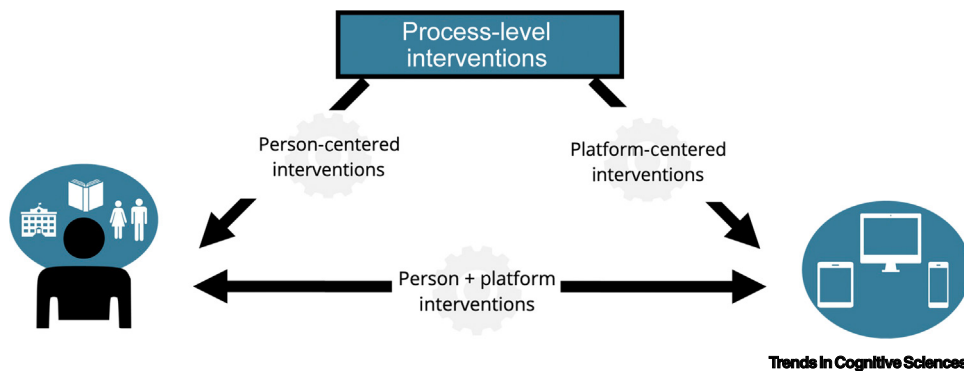 Process-level
interventions
Person-centered
interventions
Platform-centered
interventions
Person + platform
interventions
Trends in Cognitive Sciences